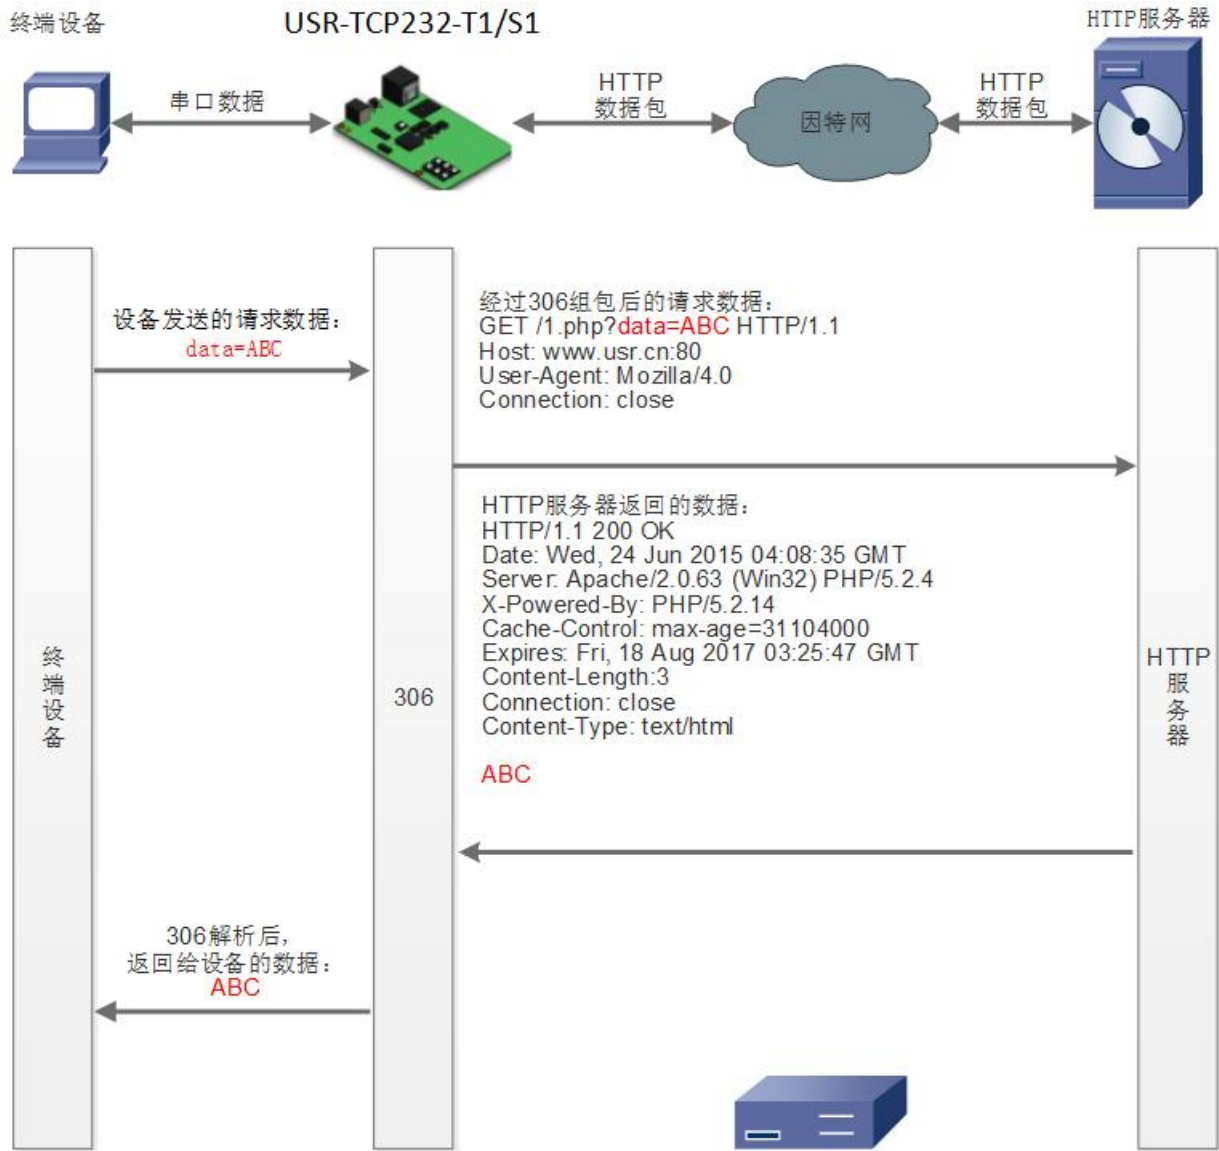 终端设备
USR-TCP232-T1/S1
HTTP服务器
串口数据
HTTP
数据包
因特网
HTTP
数据包
设备发送的请求数据：
data=ABC
经过306组包后的请求数据：
GET /1.php?data=ABC HTTP/1.1
Host: www.usr.cn:80
User-Agent: Mozilla/4.0
Connection: close
HTTP服务器返回的数据：
HTTP/1.1 200 OK
Date: Wed, 24 Jun 2015 04:08:35 GMT
Server: Apache/2.0.63 (Win32) PHP/5.2.4
X-Powered-By: PHP/5.2.14
Cache-Control: max-age=31104000
Expires: Fri, 18 Aug 2017 03:25:47 GMT
Content-Length:3
Connection: close
Content-Type: text/html
ABC
终
端
设
备
306
HTTP
服
务
器
306解析后，
返回给设备的数据：
ABC